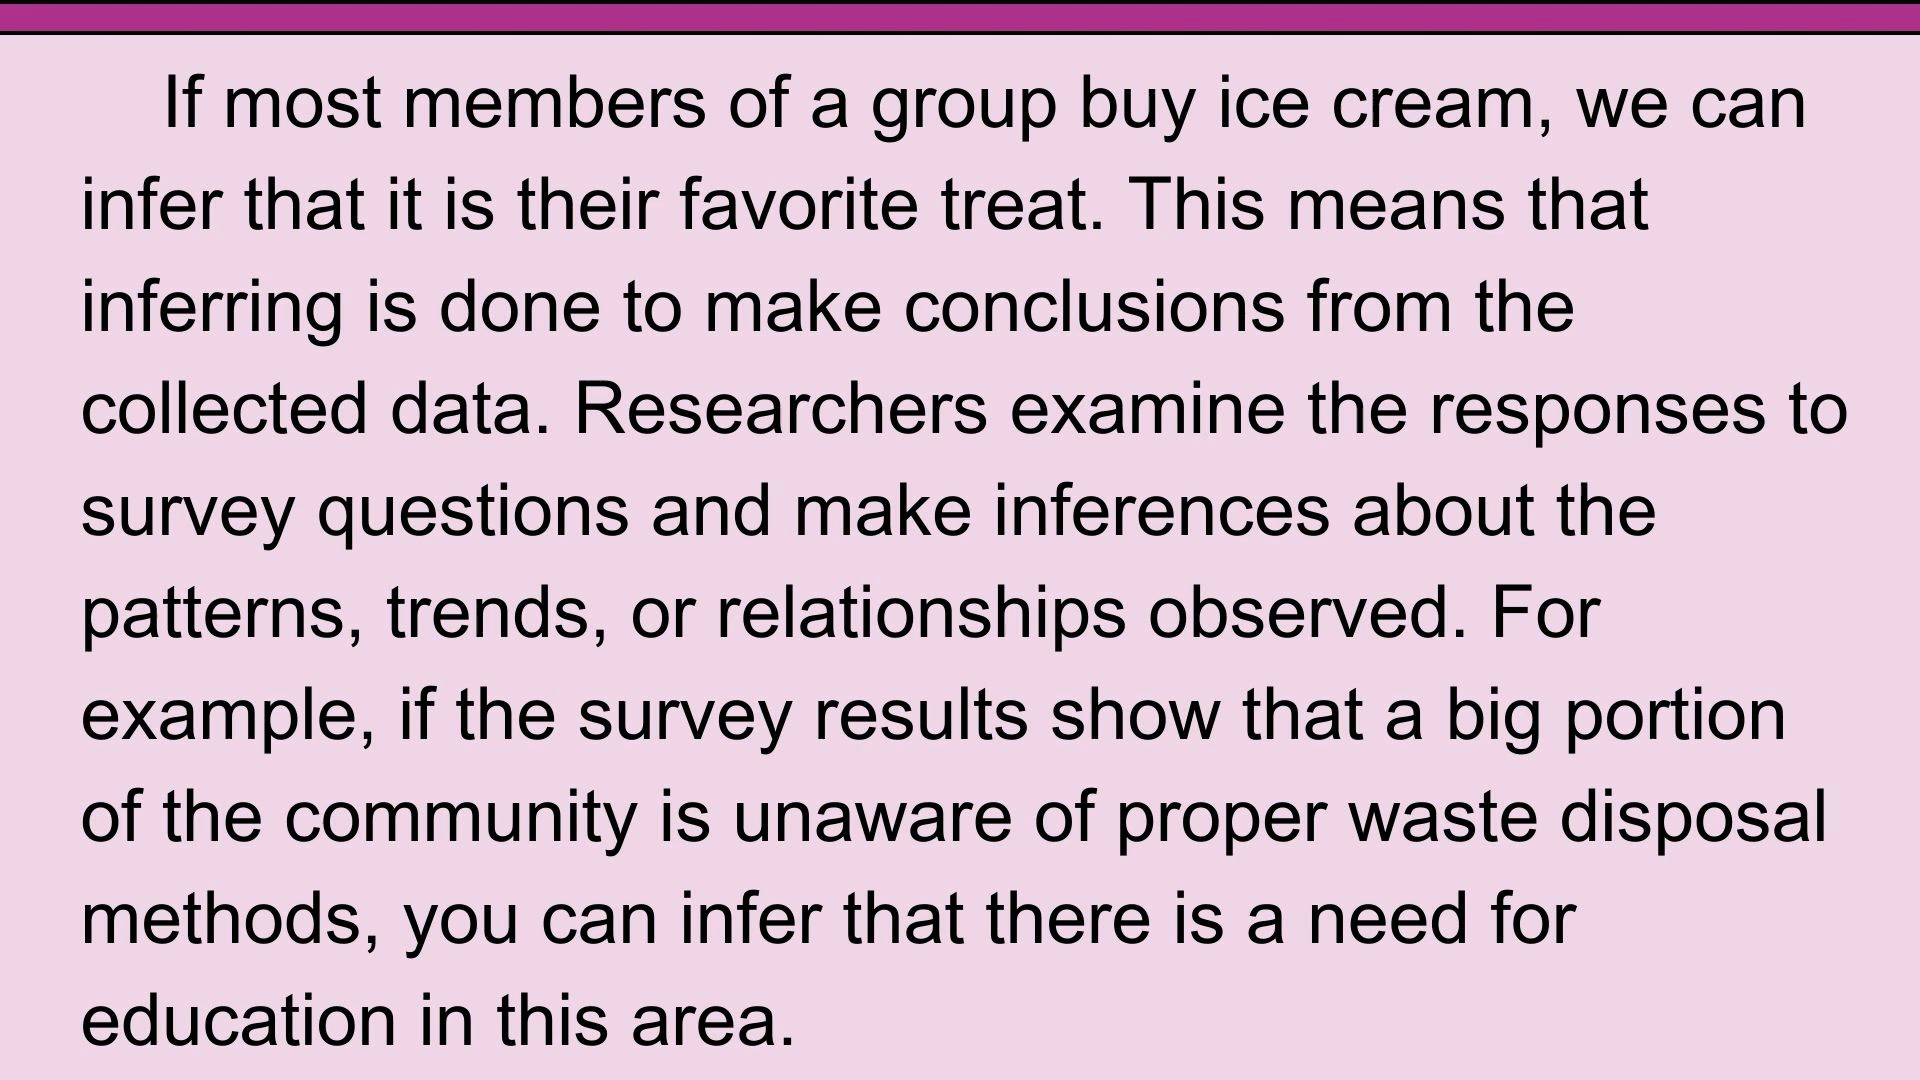 If most members of a group buy ice cream, we can
infer that it is their favorite treat. This means that
inferring is done to make conclusions from the
collected data. Researchers examine the responses to
survey questions and make inferences about the
patterns, trends, or relationships observed. For
example, if the survey results show that a big portion
of the community is unaware of proper waste disposal
methods, you can infer that there is a need for
education in this area.